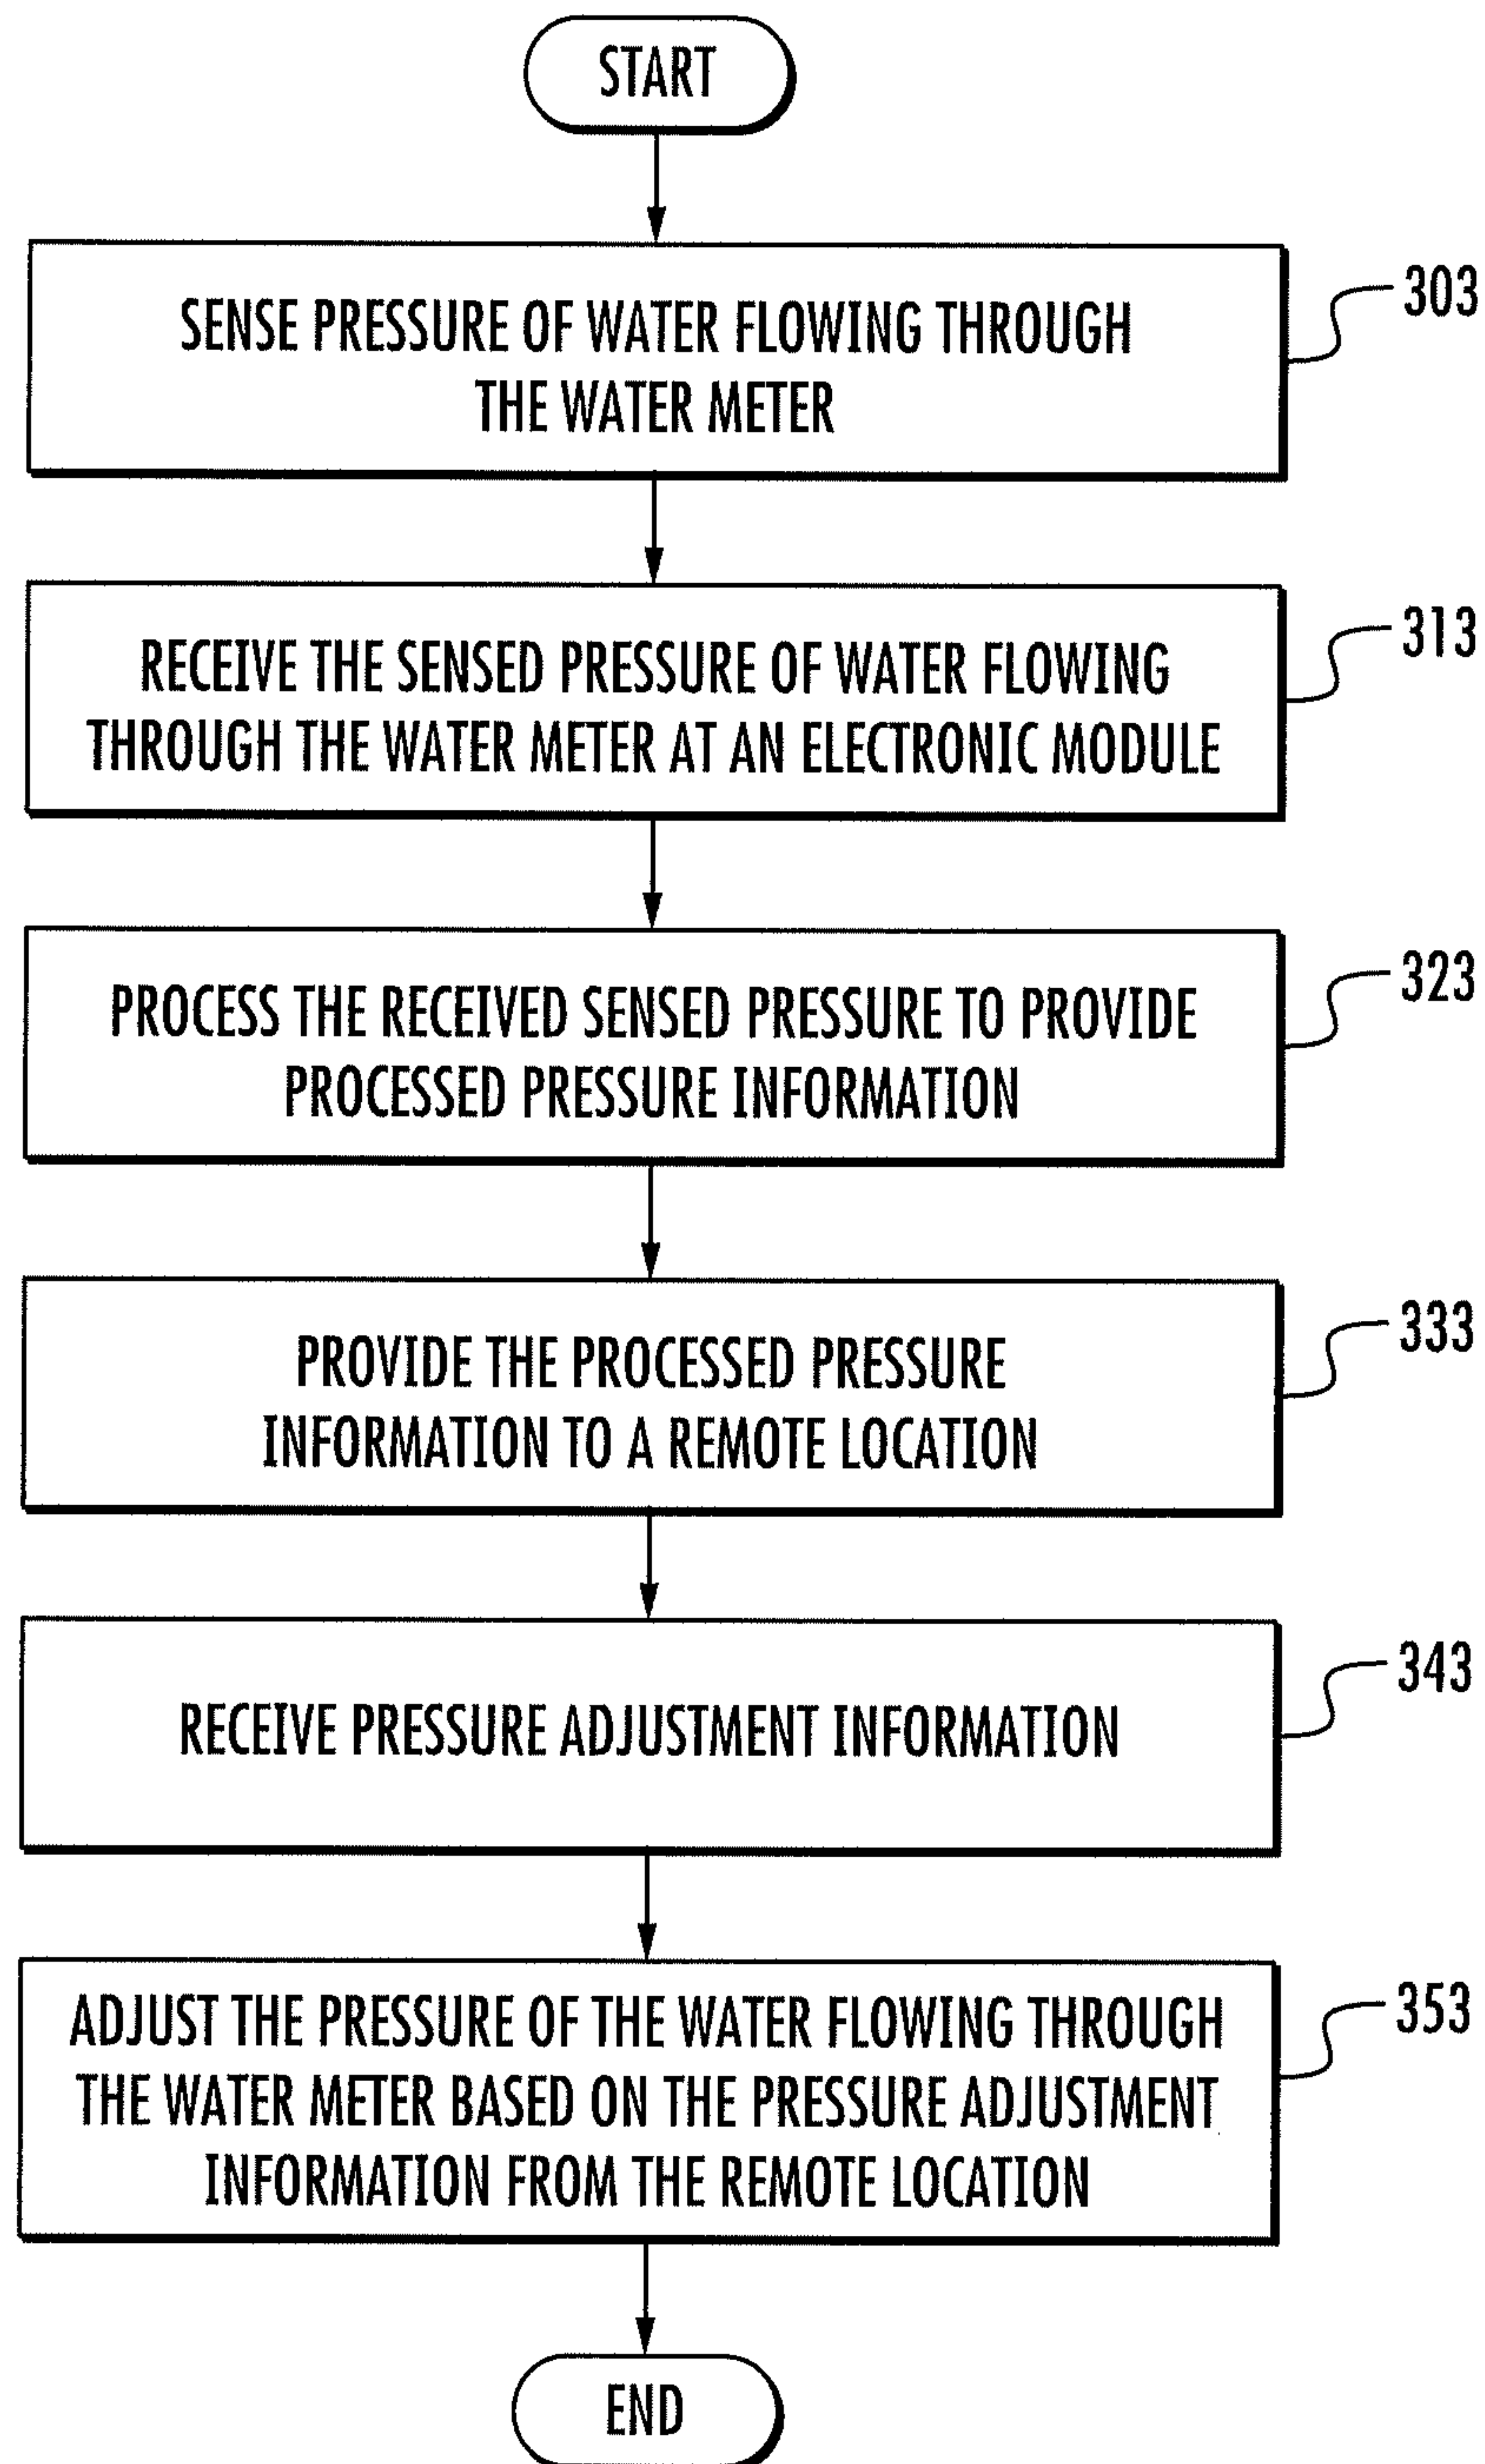 START
SENSE PRESSURE OF WATER FLOWING THROUGH
THE WATER METER
303
RECEIVE THE SENSED PRESSURE OF WATER FLOWING
THROUGH THE WATER METER AT AN ELECTRONIC MODULE
313
PROCESS THE RECEIVED SENSED PRESSURE TO PROVIDE
PROCESSED PRESSURE INFORMATION
323
PROVIDE THE PROCESSED PRESSURE
INFORMATION TO A REMOTE LOCATION
333
RECEIVE PRESSURE ADJUSTMENT INFORMATION
343
ADJUST THE PRESSURE OF THE WATER FLOWING THROUGH
THE WATER METER BASED ON THE PRESSURE ADJUSTMENT
INFORMATION FROM THE REMOTE LOCATION
353
END